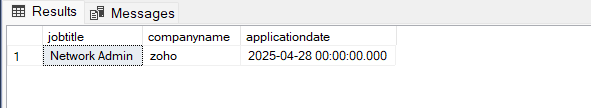 Results Messages
jobtitle companyname applicationdate
1 Network Admin zoho 2025-04-28 00:00:00.000